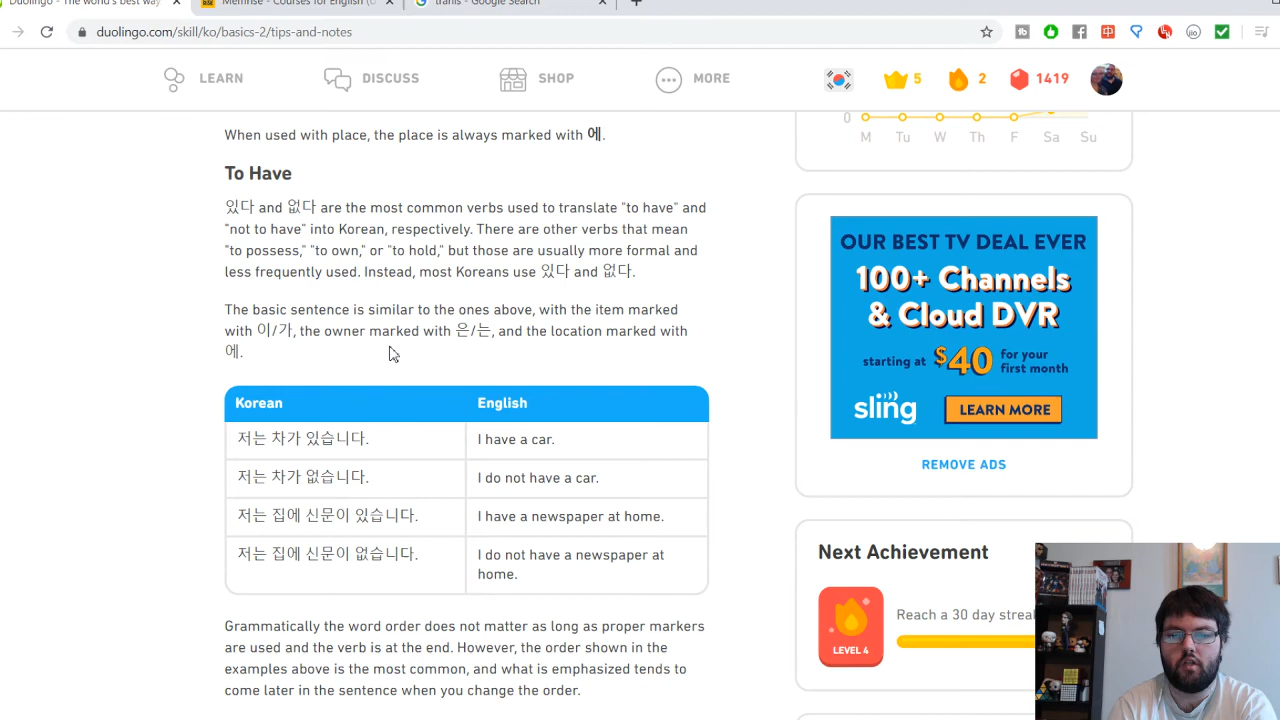 Duolingo - The world's best way
Memrise - Courses for English (
- Google Search
duolingo.com/skill/ko/basics-2/tips-and-notes
LEARN
DISCUSS
SHOP
MORE
5
2
1419
When used with place, the place is always marked with 에.
To Have
있다 and 없다 are the most common verbs used to translate "to have" and
"not to have" into Korean, respectively. There are other verbs that mean
"to possess," "to own," or "to hold," but those are usually more formal and
less frequently used. Instead, most Koreans use 있다 and 없다.
The basic sentence is similar to the ones above, with the item marked
with 이/가, the owner marked with 은/는, and the location marked with
에.
Korean English
저는 차가 있습니다. I have a car.
저는 차가 없습니다. I do not have a car.
저는 집에 신문이 있습니다. I have a newspaper at home.
저는 집에 신문이 없습니다. I do not have a newspaper at
home.
Grammatically the word order does not matter as long as proper markers
are used and the verb is at the end. However, the order shown in the
examples above is the most common, and what is emphasized tends to
come later in the sentence when you change the order.
0
M Tu W Th F Sa Su
OUR BEST TV DEAL EVER
100+ Channels
& Cloud DVR
starting at $40 for your
first month
sling
LEARN MORE
REMOVE ADS
Next Achievement
Reach a 30 day strea
LEVEL 4